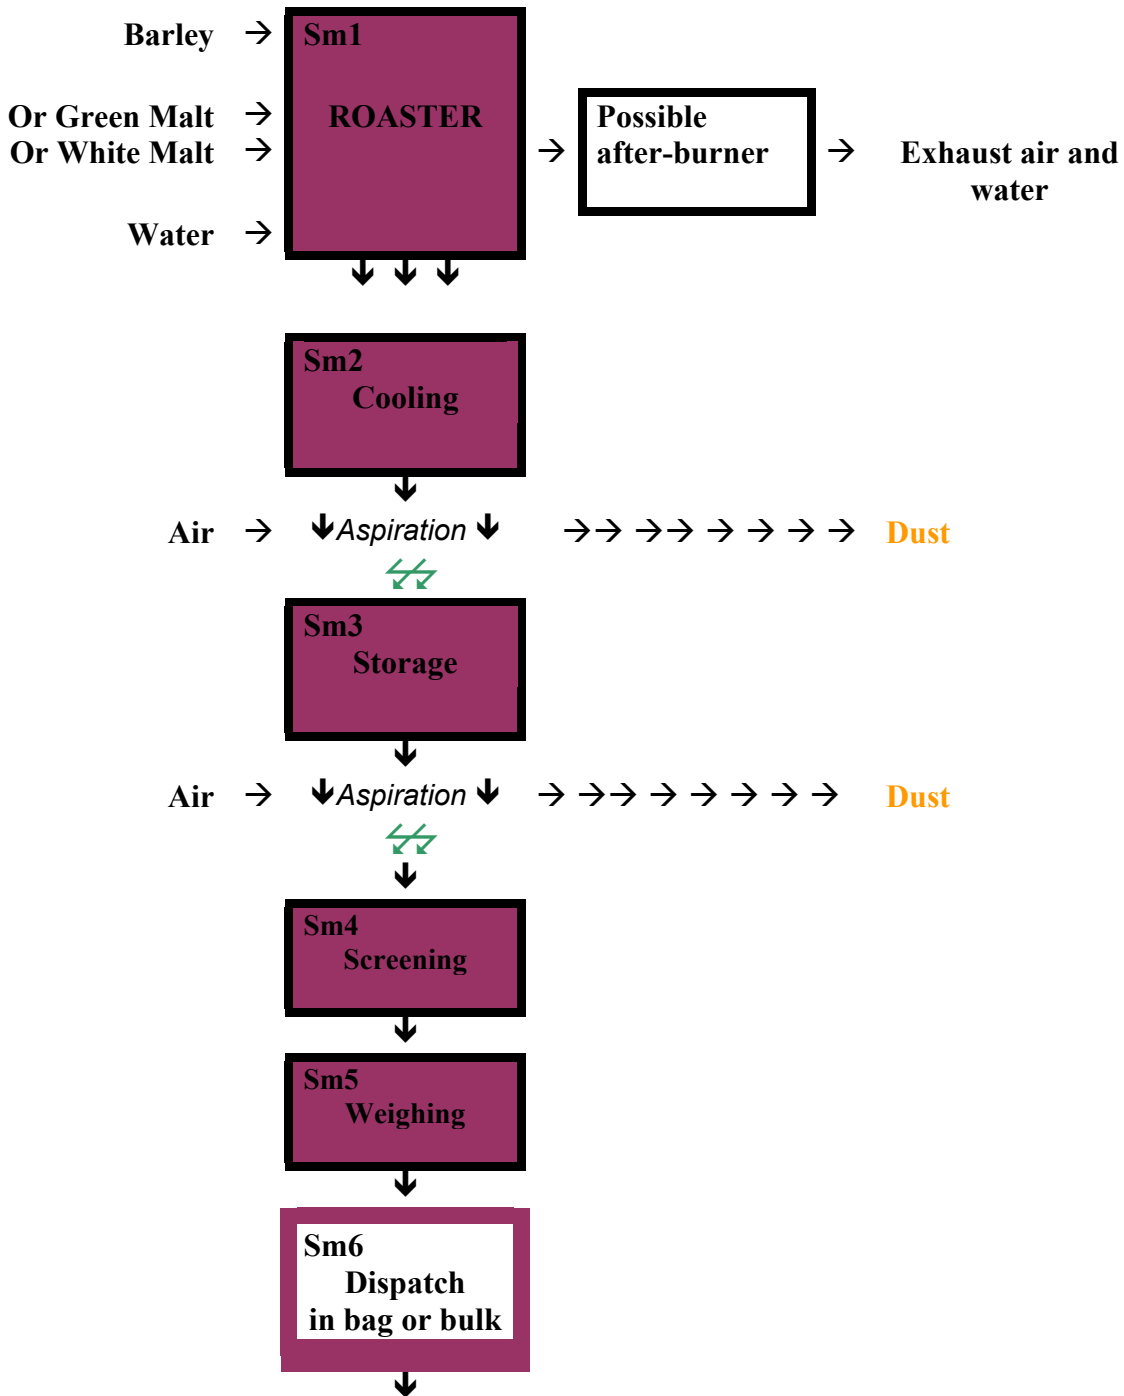 Barley
Sm1
Or Green Malt
ROASTER
Possible
Or White Malt
after-burner
Exhaust air and
water
Water
Sm2
Cooling
Air
Aspiration
Dust
Sm3
Storage
Air
Aspiration
Dust
Sm4
Screening
Sm5
Weighing
Sm6
Dispatch
in bag or bulk